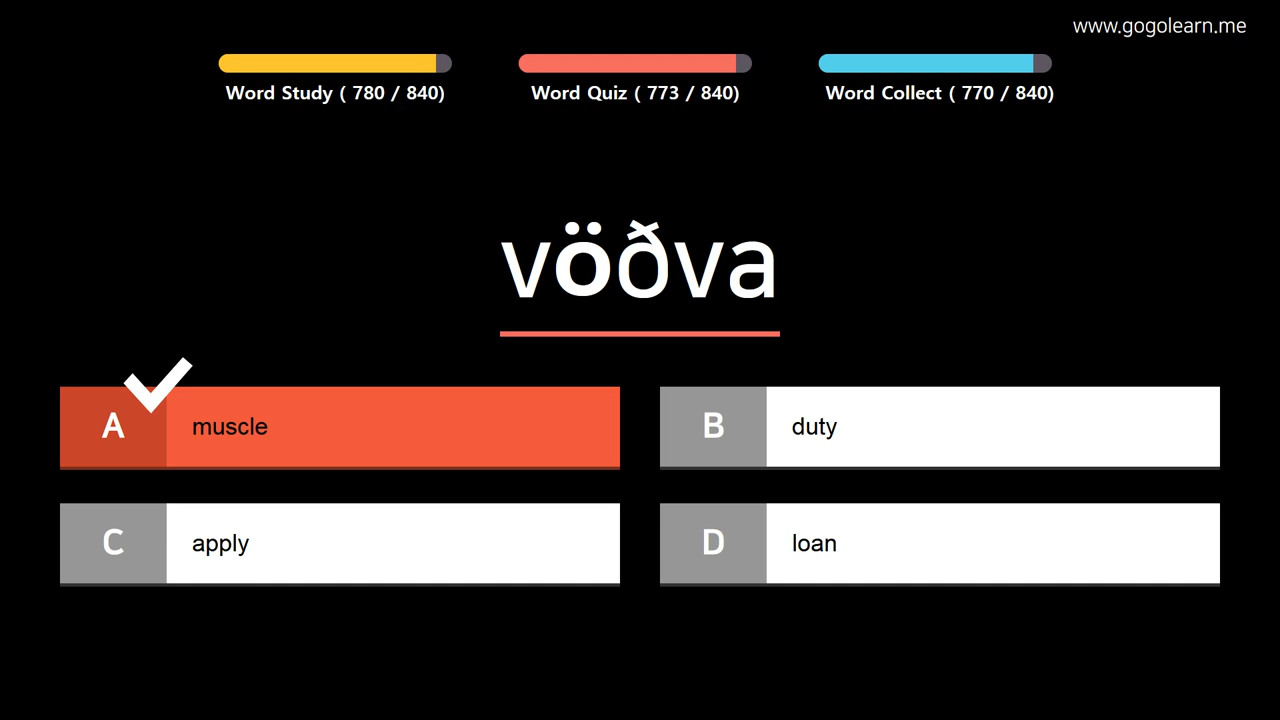 www.gogolearn.me
Word Study ( 780 / 840)
Word Quiz ( 773 / 840)
Word Collect ( 770 / 840)
vöðva
A muscle
B duty
C apply
D loan